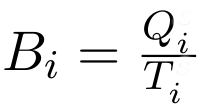 B_i = \frac{Q_i}{T_i}